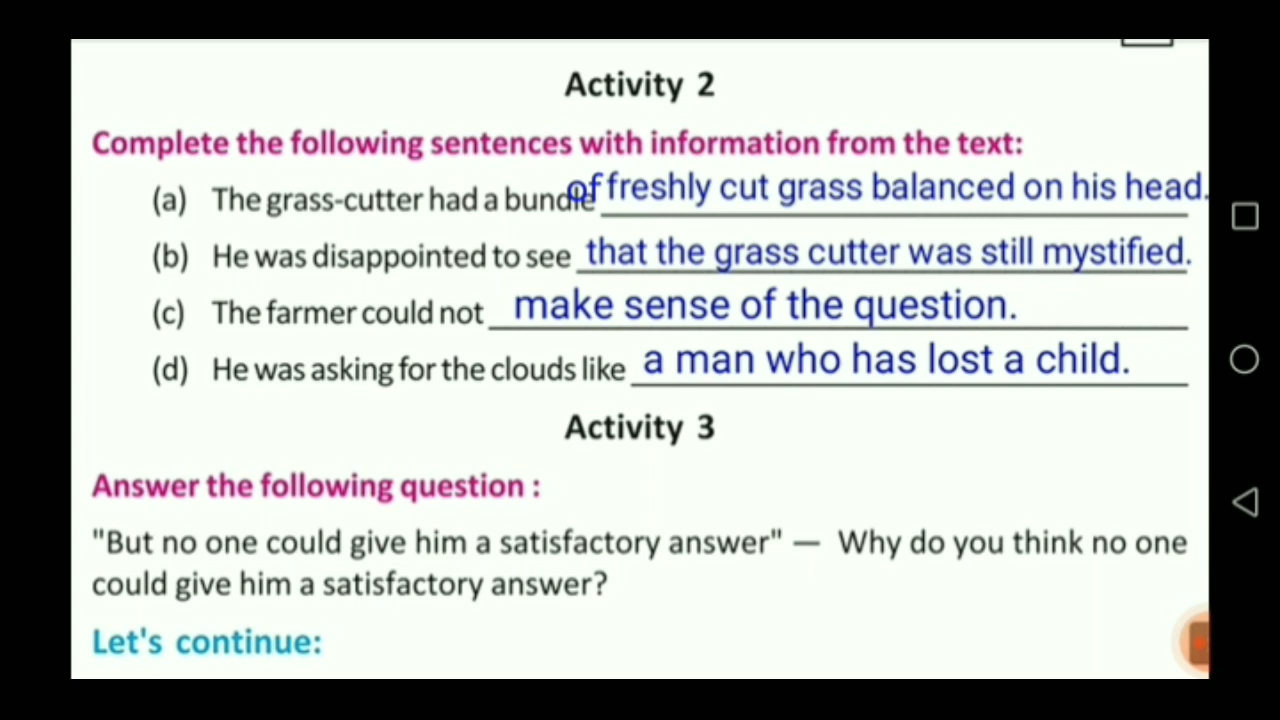 Activity 2
Complete the following sentences with information from the text:
(a) The grass-cutter had a bundle of freshly cut grass balanced on his head.
(b) He was disappointed to see that the grass cutter was still mystified.
(c) The farmer could not make sense of the question.
(d) He was asking for the clouds like a man who has lost a child.
Activity 3
Answer the following question :
"But no one could give him a satisfactory answer" — Why do you think no one
could give him a satisfactory answer?
Let's continue: